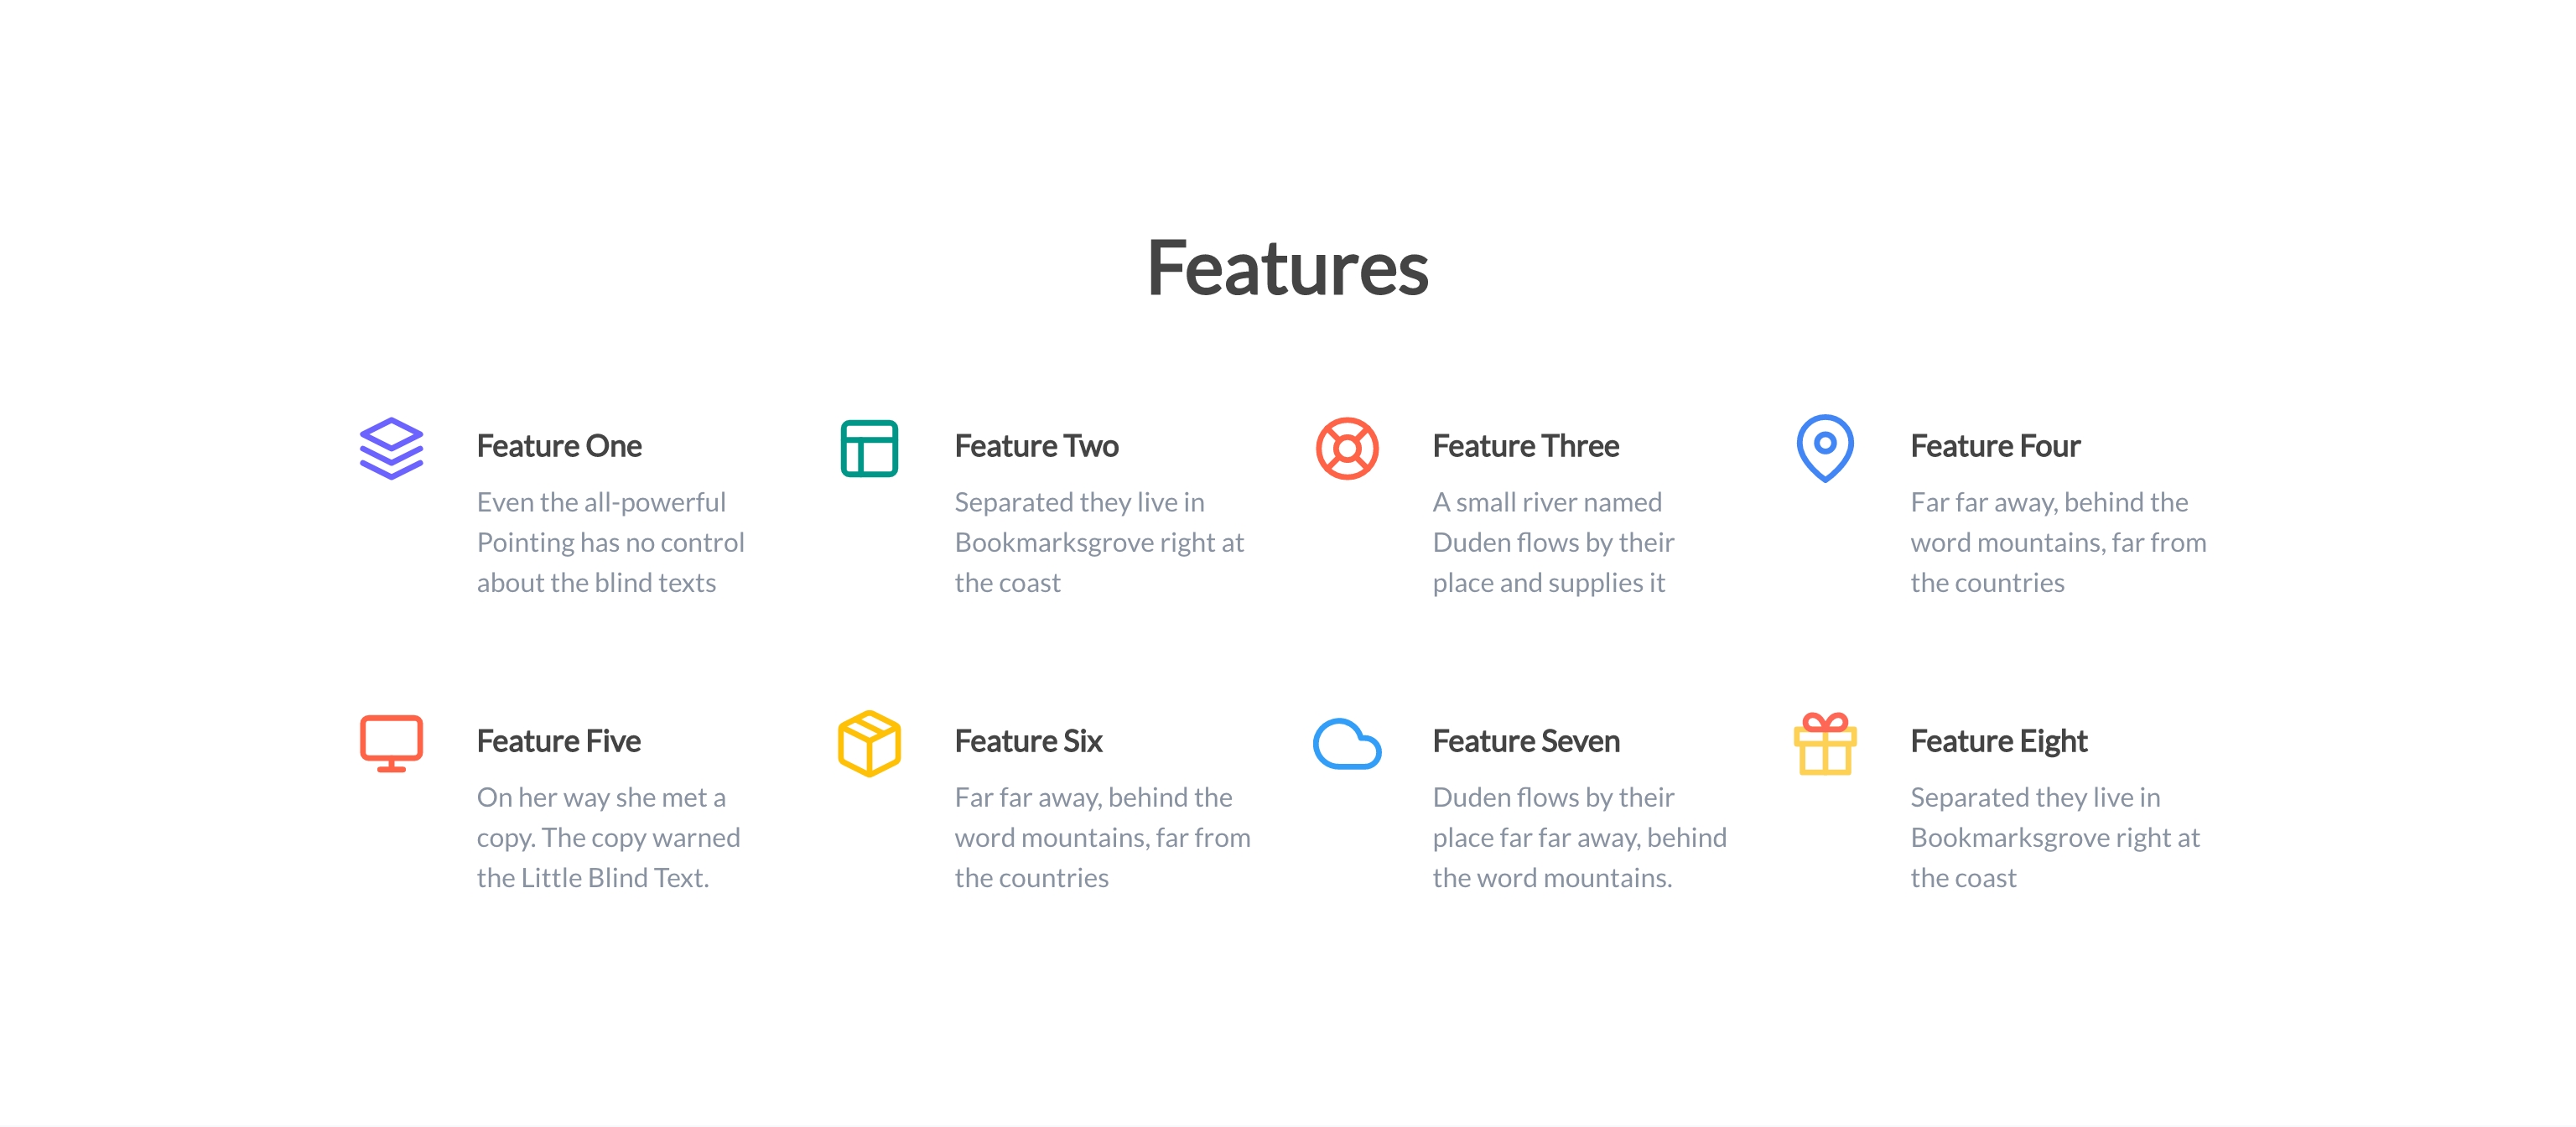 Features
Feature One
Even the all-powerful
Pointing has no control
about the blind texts
Feature Two
Separated they live in
Bookmarksgrove right at
the coast
Feature Three
A small river named
Duden flows by their
place and supplies it
Feature Four
Far far away, behind the
word mountains, far from
the countries
Feature Five
On her way she met a
copy. The copy warned
the Little Blind Text.
Feature Six
Far far away, behind the
word mountains, far from
the countries
Feature Seven
Duden flows by their
place far far away, behind
the word mountains.
Feature Eight
Separated they live in
Bookmarksgrove right at
the coast